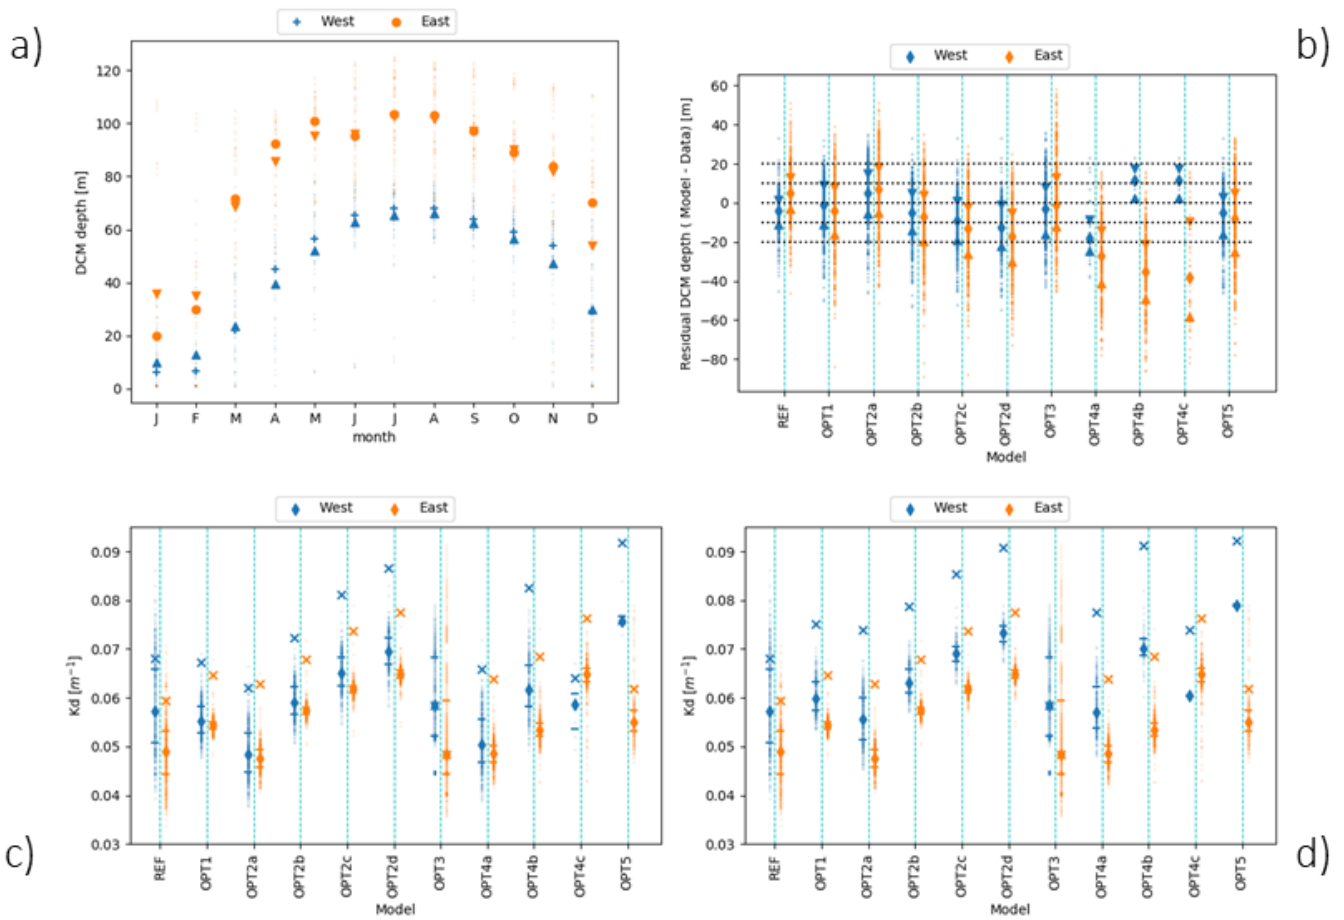 a)
West East
DCM depth [m]
120
100
80
60
40
20
0
J F M A M J J A S O N D
month
b)
West East
Residual DCM depth ( Model - Data) [m]
60
40
20
0
−20
−40
−60
−80
REF OPT1 OPT2a OPT2b OPT2c OPT2d OPT3 OPT4a OPT4b OPT4c OPT5
Model
c)
West East
Kd [m⁻¹]
0.09
0.08
0.07
0.06
0.05
0.04
0.03
REF OPT1 OPT2a OPT2b OPT2c OPT2d OPT3 OPT4a OPT4b OPT4c OPT5
Model
d)
West East
Kd [m⁻¹]
0.09
0.08
0.07
0.06
0.05
0.04
0.03
REF OPT1 OPT2a OPT2b OPT2c OPT2d OPT3 OPT4a OPT4b OPT4c OPT5
Model